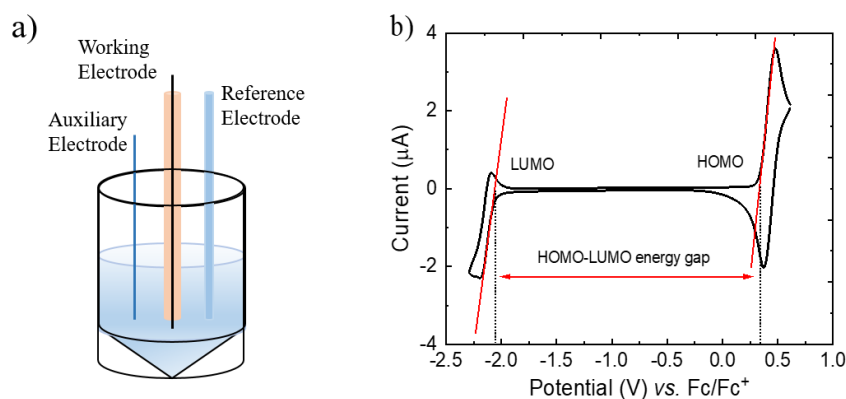 a)
Working
Electrode
Reference
Electrode
Auxiliary
Electrode
b)
4
2
0
-2
-4
Current (μA)
LUMO
HOMO
HOMO-LUMO energy gap
-2.5 -2.0 -1.5 -1.0 -0.5 0.0 0.5 1.0
Potential (V) vs. Fc/Fc⁺